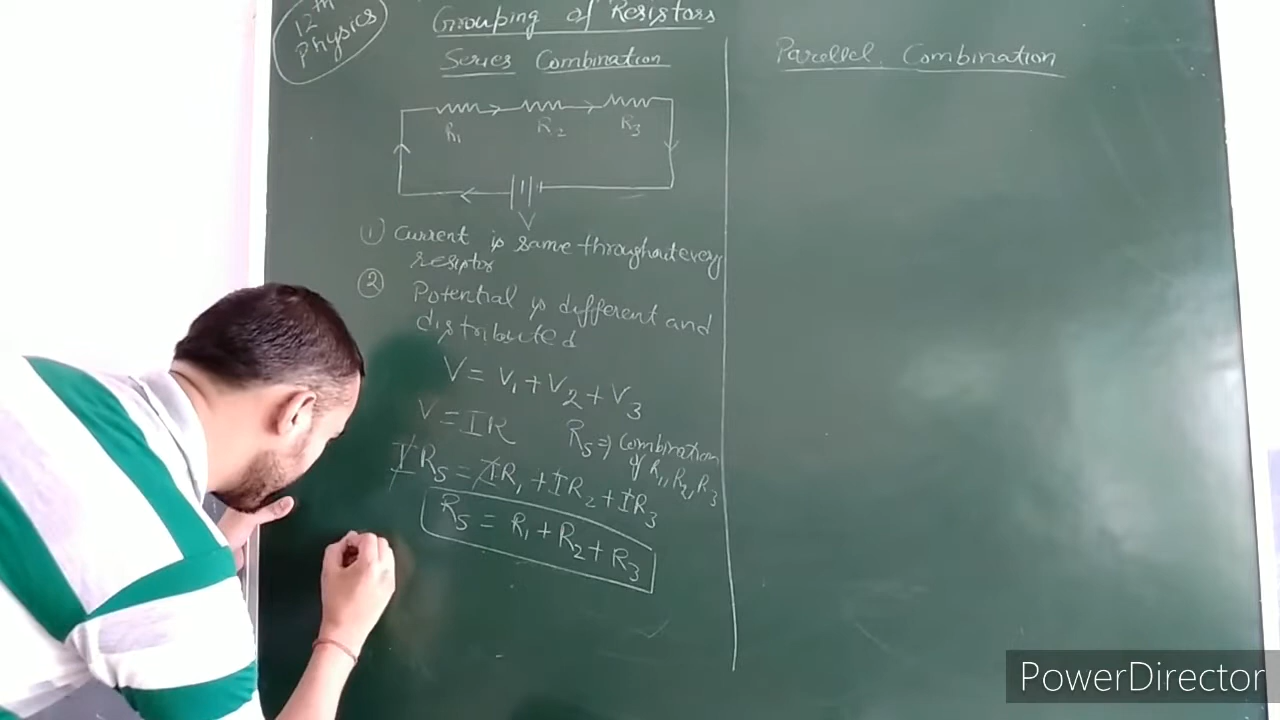 12th
Physics
Grouping of Resistors
Series Combination
R1 R2 R3
V
① Current is same throughout every
resistor
② Potential is different and
distributed
V = V1 + V2 + V3
V = IR
Rs ⇒ Combination
of R1, R2, R3
IRs = IR1 + IR2 + IR3
Rs = R1 + R2 + R3
Parellel Combination
PowerDirector